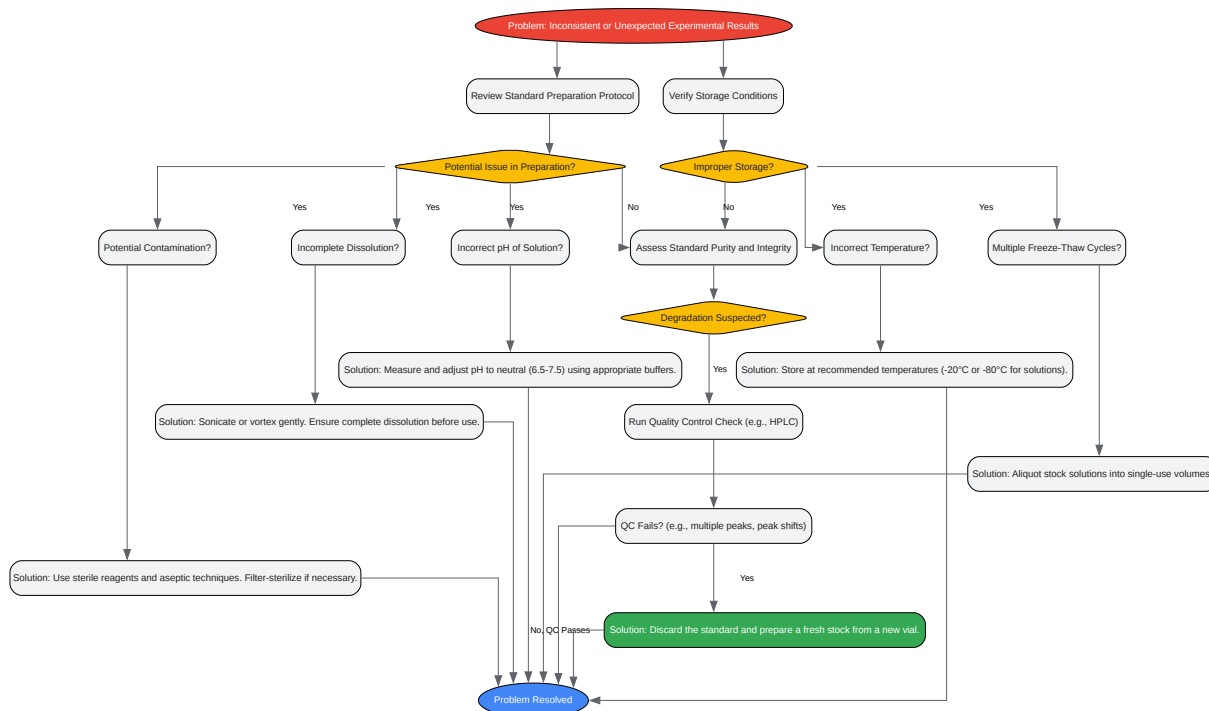 Problem: Inconsistent or Unexpected Experimental Results
Review Standard Preparation Protocol
Verify Storage Conditions
Potential Issue in Preparation?
Improper Storage?
Yes
Yes
Yes
No
No
Yes
Yes
Potential Contamination?
Incomplete Dissolution?
Incorrect pH of Solution?
Assess Standard Purity and Integrity
Incorrect Temperature?
Multiple Freeze-Thaw Cycles?
Degradation Suspected?
Solution: Measure and adjust pH to neutral (6.5-7.5) using appropriate buffers.
Yes
Solution: Store at recommended temperatures (-20°C or -80°C for solutions).
Solution: Sonicate or vortex gently. Ensure complete dissolution before use.
Run Quality Control Check (e.g., HPLC)
Solution: Aliquot stock solutions into single-use volumes
QC Fails? (e.g., multiple peaks, peak shifts)
Solution: Use sterile reagents and aseptic techniques. Filter-sterilize if necessary.
Yes
No, QC Passes
Solution: Discard the standard and prepare a fresh stock from a new vial.
Problem Resolved